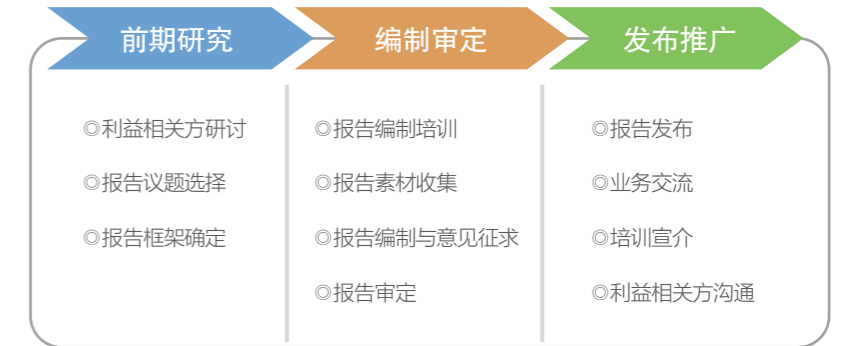 前期研究
◎利益相关方研讨
◎报告议题选择
◎报告框架确定
编制审定
◎报告编制培训
◎报告素材收集
◎报告编制与意见征求
◎报告审定
发布推广
◎报告发布
◎业务交流
◎培训宣介
◎利益相关方沟通